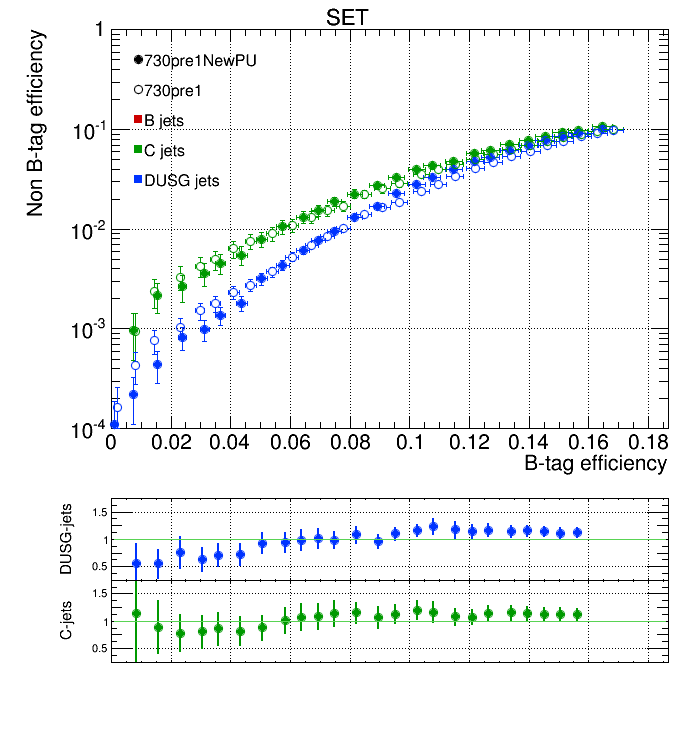 SET
Non B-tag efficiency
1
10-1
10-2
10-3
10-4
730pre1NewPU
730pre1
B jets
C jets
DUSG jets
0 0.02 0.04 0.06 0.08 0.1 0.12 0.14 0.16 0.18
B-tag efficiency
DUSG-jets
1.5
1
0.5
C-jets
1.5
1
0.5